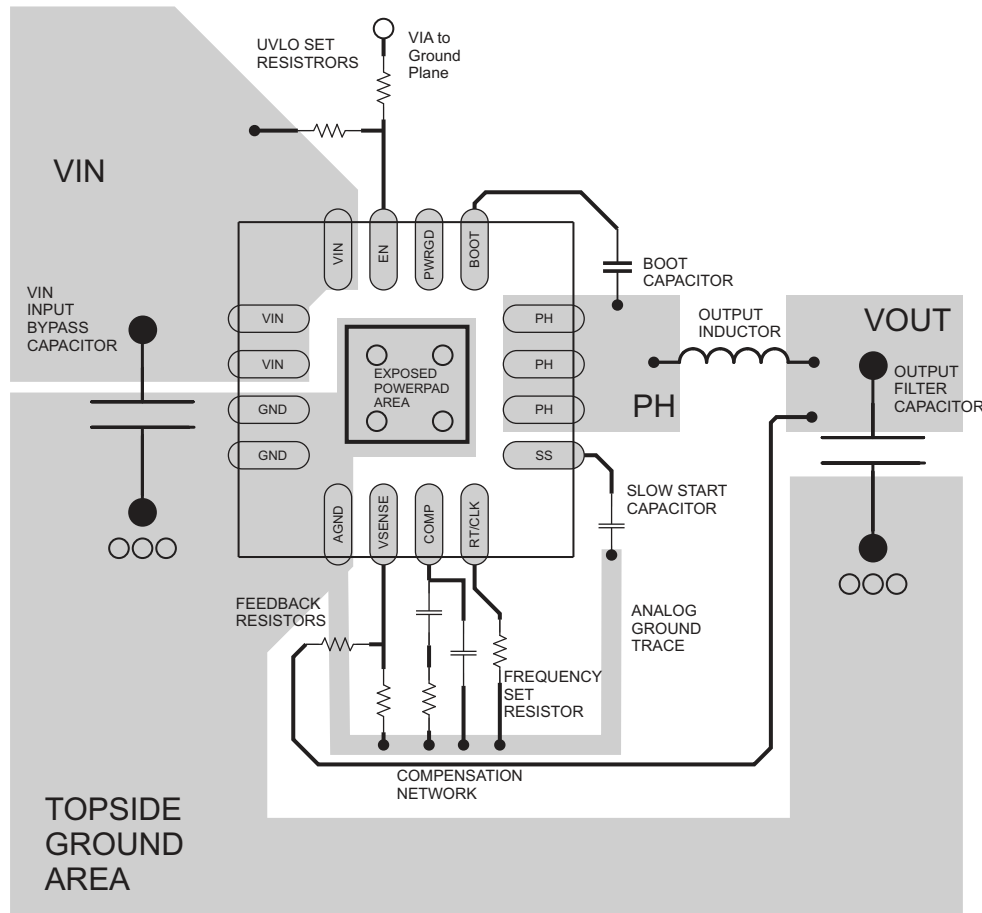 UVLO SET
RESISTRORS
VIA to
Ground
Plane
VIN
VIN
EN
PWRGD
BOOT
BOOT
CAPACITOR
VIN
INPUT
BYPASS
CAPACITOR
VIN
VIN
GND
GND
EXPOSED
POWERPAD
AREA
PH
PH
PH
SS
OUTPUT
INDUCTOR
PH
VOUT
OUTPUT
FILTER
CAPACITOR
SLOW START
CAPACITOR
AGND
VSENSE
COMP
RT/CLK
FEEDBACK
RESISTORS
ANALOG
GROUND
TRACE
FREQUENCY
SET
RESISTOR
COMPENSATION
NETWORK
TOPSIDE
GROUND
AREA